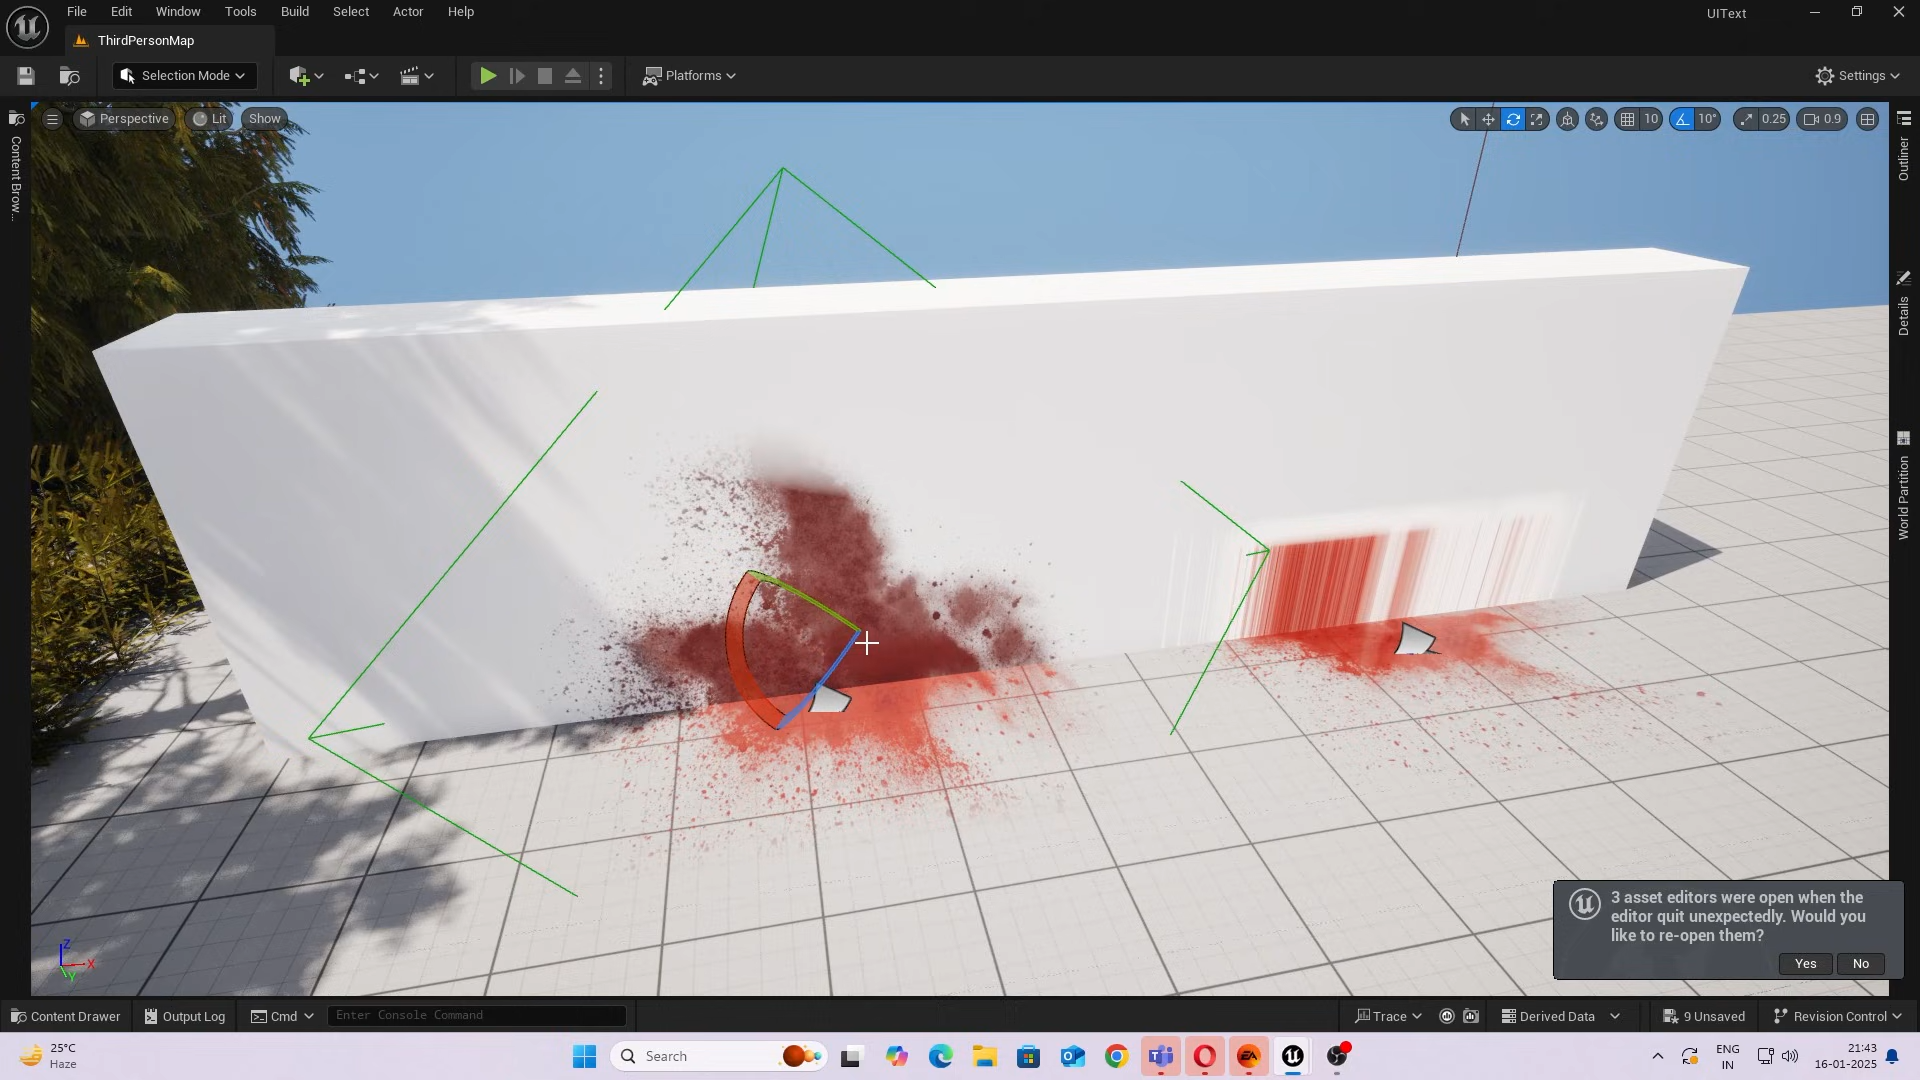 File Edit Window Tools Build Select Actor Help
UIText
ThirdPersonMap
Selection Mode
Platforms
Settings
Perspective
Lit
Show
10
10°
0.25
0.9
Content Brow...
Outliner
Details
World Partition
Z
X
Y
3 asset editors were open when the
editor quit unexpectedly. Would you
like to re-open them?
Yes
No
Content Drawer
Output Log
Cmd
Enter Console Command
Trace
Derived Data
9 Unsaved
Revision Control
25°C
Haze
Search
ENG
IN
21:43
16-01-2025